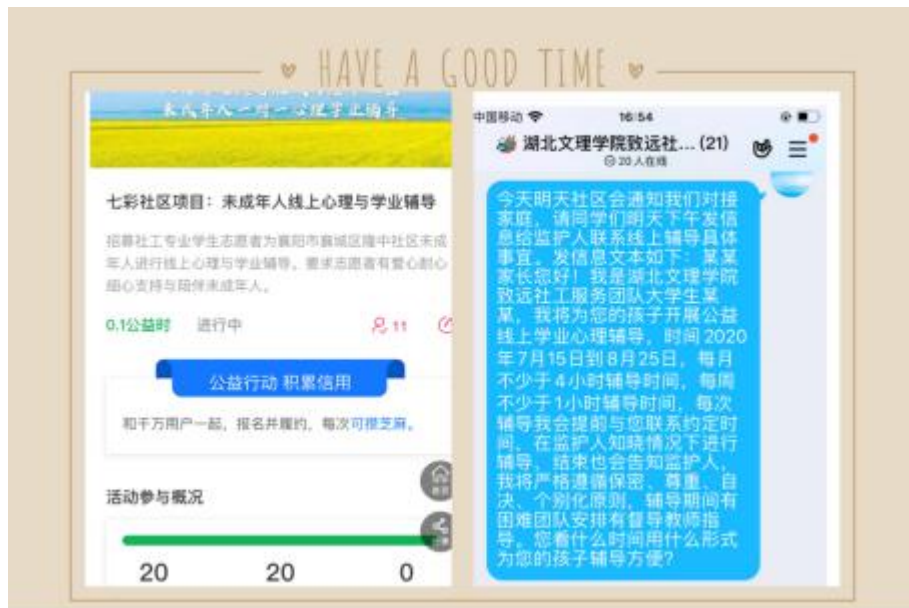 HAVE A GOOD TIME
未成年人一对一心理学业辅导
七彩社区项目：未成年人线上心理与学业辅导
招募社工专业学生志愿者为襄阳市襄城区隆中社区未成
年人进行线上心理与学业辅导，要求志愿者有爱心耐心
细心支持与陪伴未成年人。
0.1公益时 进行中 11
公益行动 积累信用
和千万用户一起，报名并履约，每次可攒芝麻。
活动参与概况
20 20 0
中国移动 16:54
湖北文理学院致远社... (21)
20人在线
今天明天社区会通知我们对接
家庭，请同学们明天下午发信
息给监护人联系线上辅导具体
事宜。发信息文本如下：某某
家长您好！我是湖北文理学院
致远社工服务团队大学生某
某，我将为您的孩子开展公益
线上学业心理辅导，时间2020
年7月15日到8月25日，每月
不少于4小时辅导时间，每周
不少于1小时辅导时间，每次
辅导我会提前与您联系约定时
间，在监护人知晓情况下进行
辅导，结束也会告知监护人，
我将严格遵循保密、尊重、自
决、个别化原则，辅导期间有
困难团队安排有督导教师指
导。您看什么时间用什么形式
为您的孩子辅导方便？